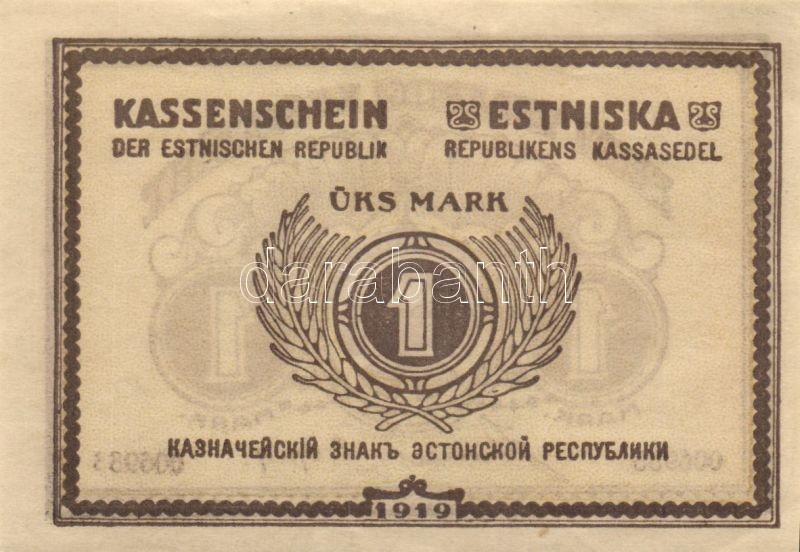 KASSENSCHEIN
DER ESTNISCHEN REPUBLIK
ESTNISKA
REPUBLIKENS KASSASEDEL
ÜKS MARK
1
darabanth
КАЗНАЧЕЙСКІЙ ЗНАКЪ ЭСТОНСКОЙ РЕСПУБЛИКИ
1919